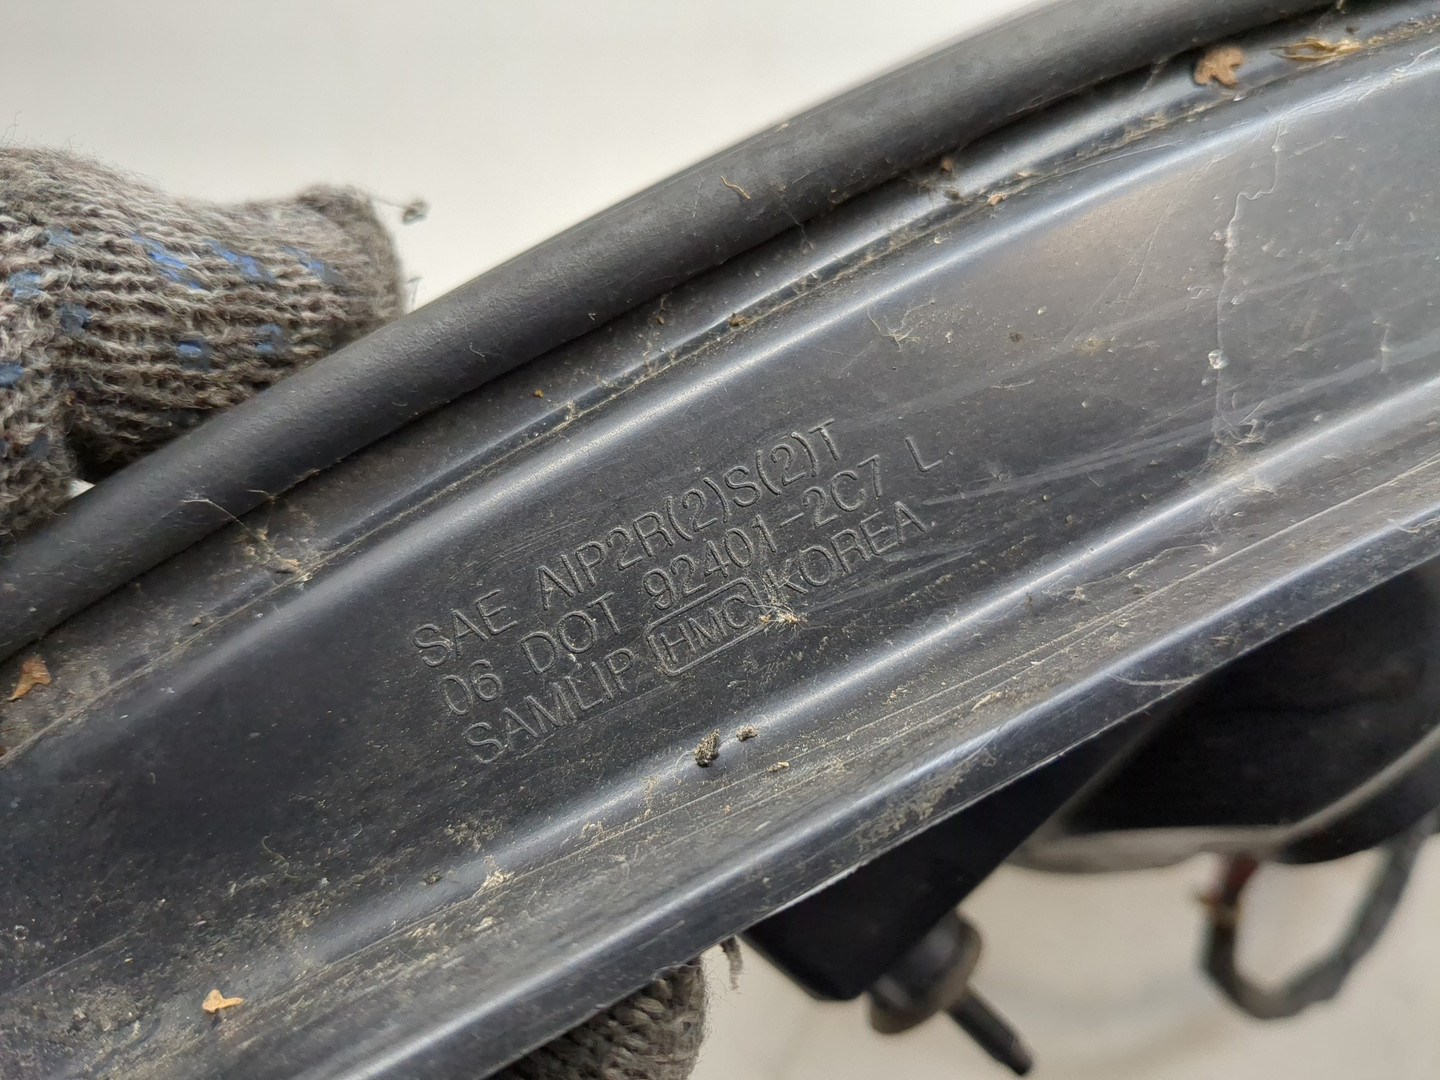 SAE AIP2R(2)S(2)T
06 DOT 92401-2C7 L
SAMLIP HMC KOREA